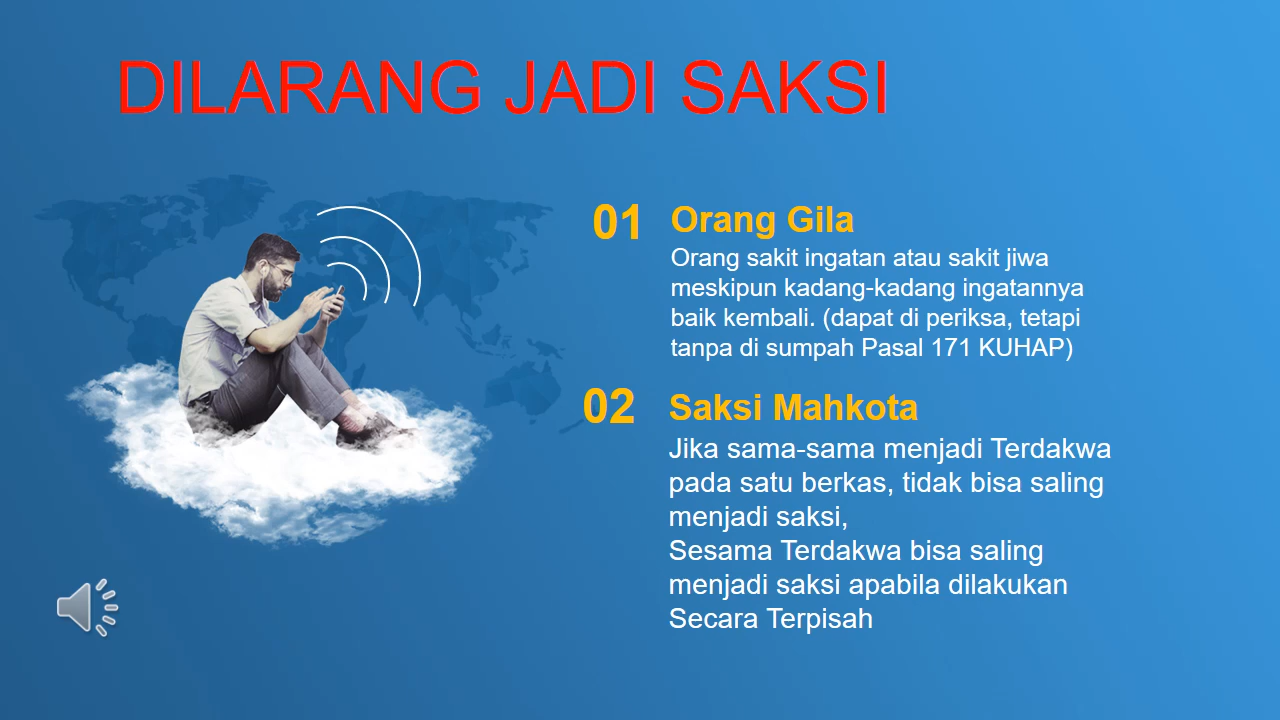 DILARANG JADI SAKSI
01 Orang Gila
Orang sakit ingatan atau sakit jiwa
meskipun kadang-kadang ingatannya
baik kembali. (dapat di periksa, tetapi
tanpa di sumpah Pasal 171 KUHAP)
02 Saksi Mahkota
Jika sama-sama menjadi Terdakwa
pada satu berkas, tidak bisa saling
menjadi saksi,
Sesama Terdakwa bisa saling
menjadi saksi apabila dilakukan
Secara Terpisah